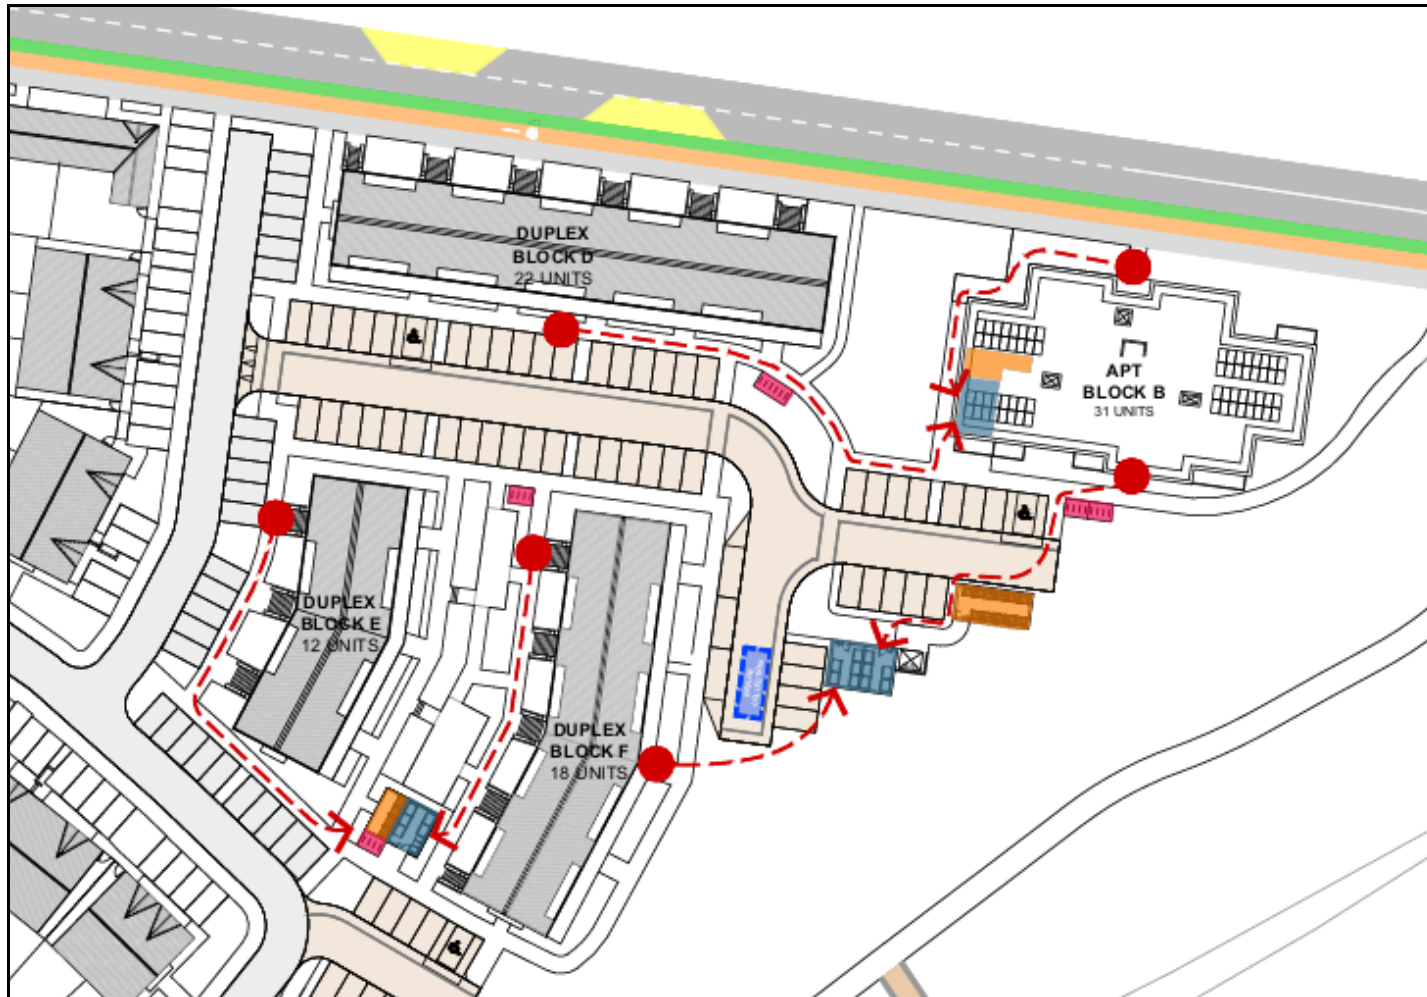 DUPLEX
BLOCK D
22 UNITS
APT
BLOCK B
31 UNITS
DUPLEX
BLOCK E
12 UNITS
DUPLEX
BLOCK F
18 UNITS